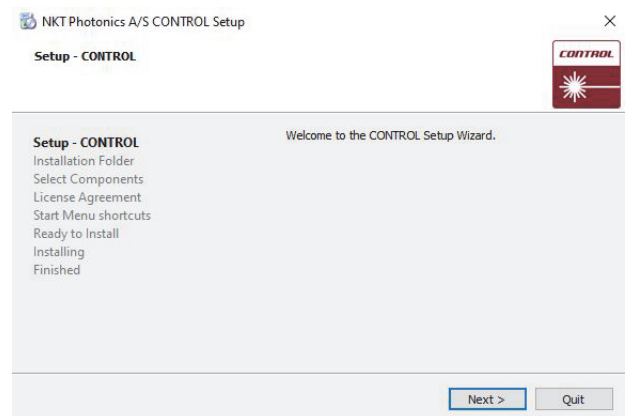 NKT Photonics A/S CONTROL Setup
Setup - CONTROL
CONTROL
Setup - CONTROL
Installation Folder
Select Components
License Agreement
Start Menu shortcuts
Ready to Install
Installing
Finished
Welcome to the CONTROL Setup Wizard.
Next >
Quit